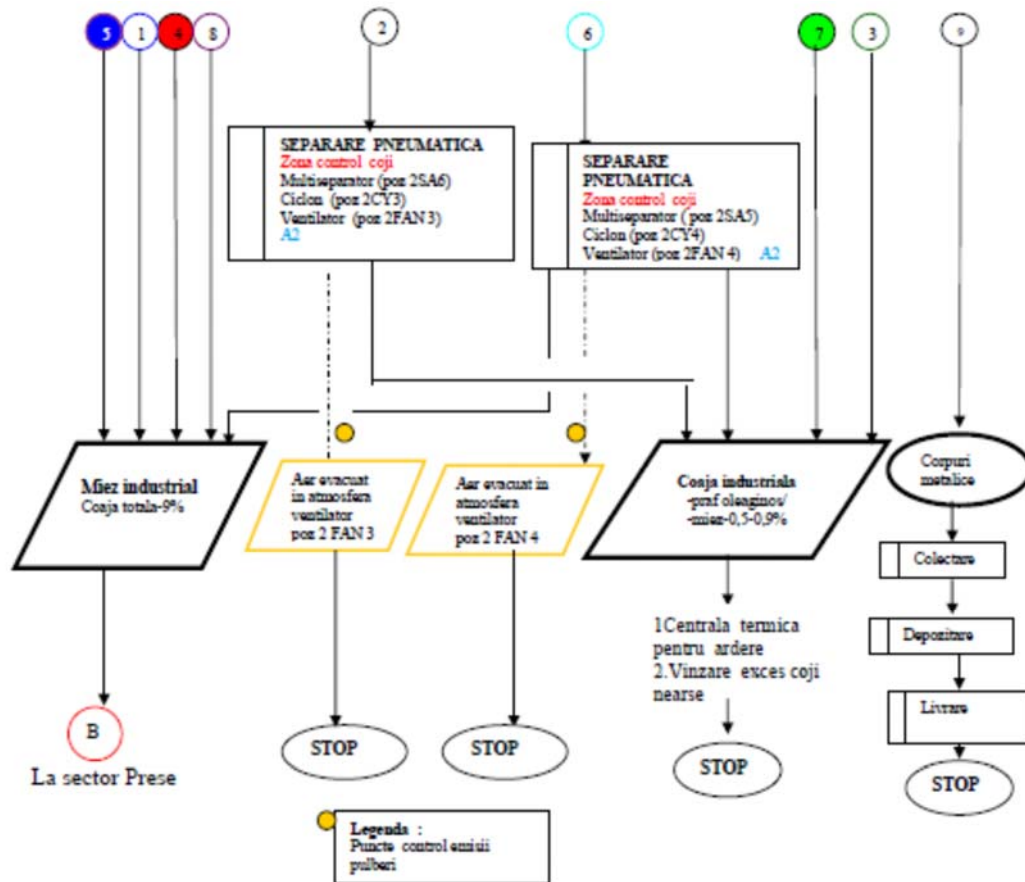 5
1
4
8
2
6
7
3
9
SEPARARE PNEUMATICA
Zona control coji
Multiseparator (poz 2SA6)
Ciclon (poz 2CY3)
Ventilator (poz 2FAN 3)
A2
SEPARARE
PNEUMATICA
Zona control coji
Multiseparator ( poz 2SA5)
Ciclon (poz 2CY4)
Ventilator (poz 2FAN 4) A2
Miez industrial
Coaja totala-9%
Aer evacuat
in atmosfera
ventilator
poz 2 FAN 3
Aer evacuat in
atmosfera
ventilator
poz 2 FAN 4
Coaja industriala
-praf oleaginos/
-miez-0,5-0,9%
Corpuri
metalice
Colectare
Depozitare
Livrare
1Centrala termica
pentru ardere
2.Vinzare exces coji
nearse
B
La sector Prese
STOP
STOP
STOP
STOP
Legenda :
Puncte control emisii
pulberi